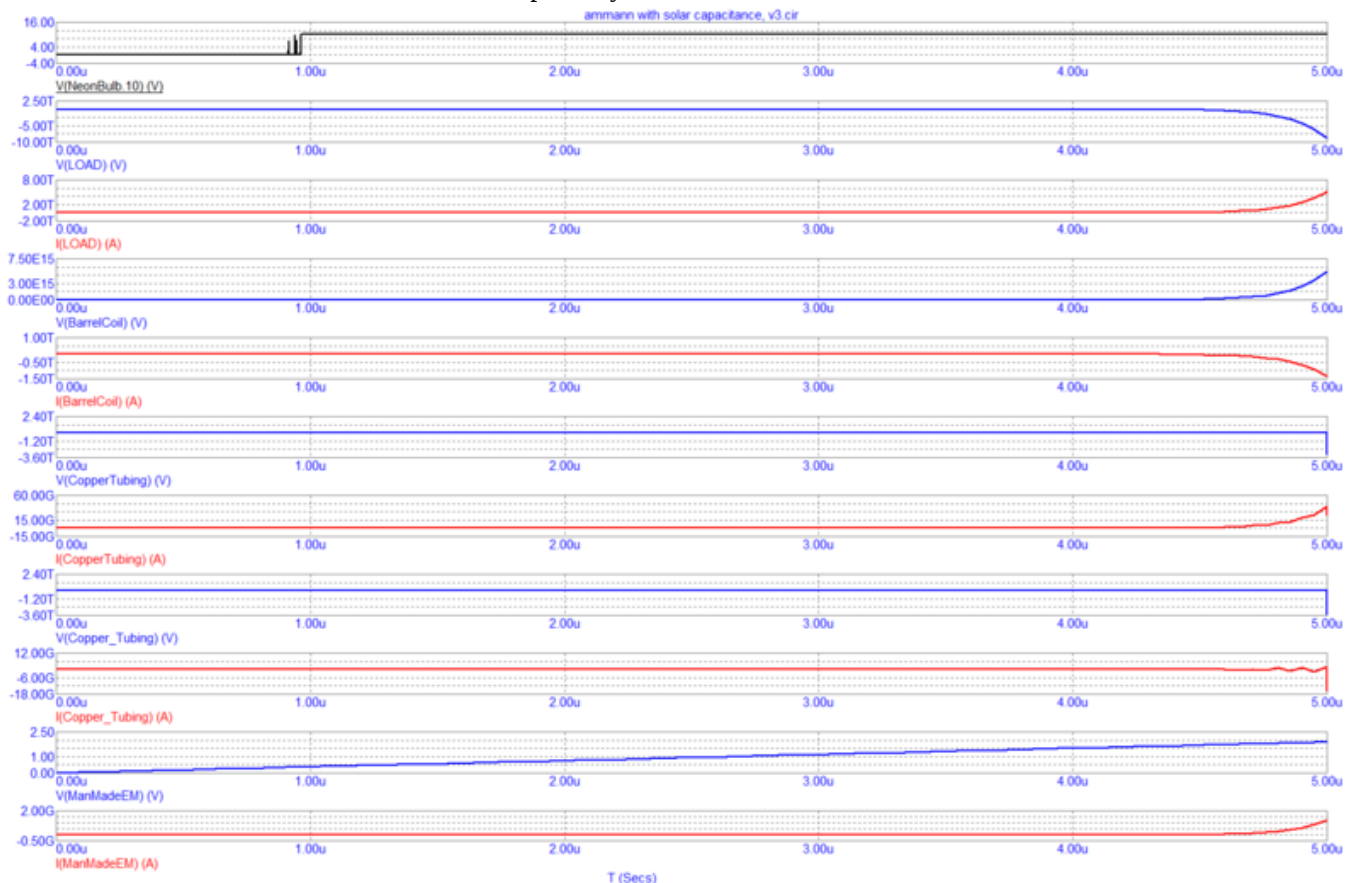 ammann with solar capacitance, v3.cir
16.00
4.00
-4.00
0.00u 1.00u 2.00u 3.00u 4.00u 5.00u
V(NeonBulb.10) (V)
2.50T
-5.00T
-10.00T
0.00u 1.00u 2.00u 3.00u 4.00u 5.00u
V(LOAD) (V)
8.00T
2.00T
-2.00T
0.00u 1.00u 2.00u 3.00u 4.00u 5.00u
I(LOAD) (A)
7.50E15
3.00E15
0.00E00
0.00u 1.00u 2.00u 3.00u 4.00u 5.00u
V(BarrelCoil) (V)
1.00T
-0.50T
-1.50T
0.00u 1.00u 2.00u 3.00u 4.00u 5.00u
I(BarrelCoil) (A)
2.40T
-1.20T
-3.60T
0.00u 1.00u 2.00u 3.00u 4.00u 5.00u
V(CopperTubing) (V)
60.00G
15.00G
-15.00G
0.00u 1.00u 2.00u 3.00u 4.00u 5.00u
I(CopperTubing) (A)
2.40T
-1.20T
-3.60T
0.00u 1.00u 2.00u 3.00u 4.00u 5.00u
V(Copper_Tubing) (V)
12.00G
-6.00G
-18.00G
0.00u 1.00u 2.00u 3.00u 4.00u 5.00u
I(Copper_Tubing) (A)
2.50
1.00
0.00
0.00u 1.00u 2.00u 3.00u 4.00u 5.00u
V(ManMadeEM) (V)
2.00G
-0.50G
0.00u 1.00u 2.00u 3.00u 4.00u 5.00u
I(ManMadeEM) (A)
T (Secs)